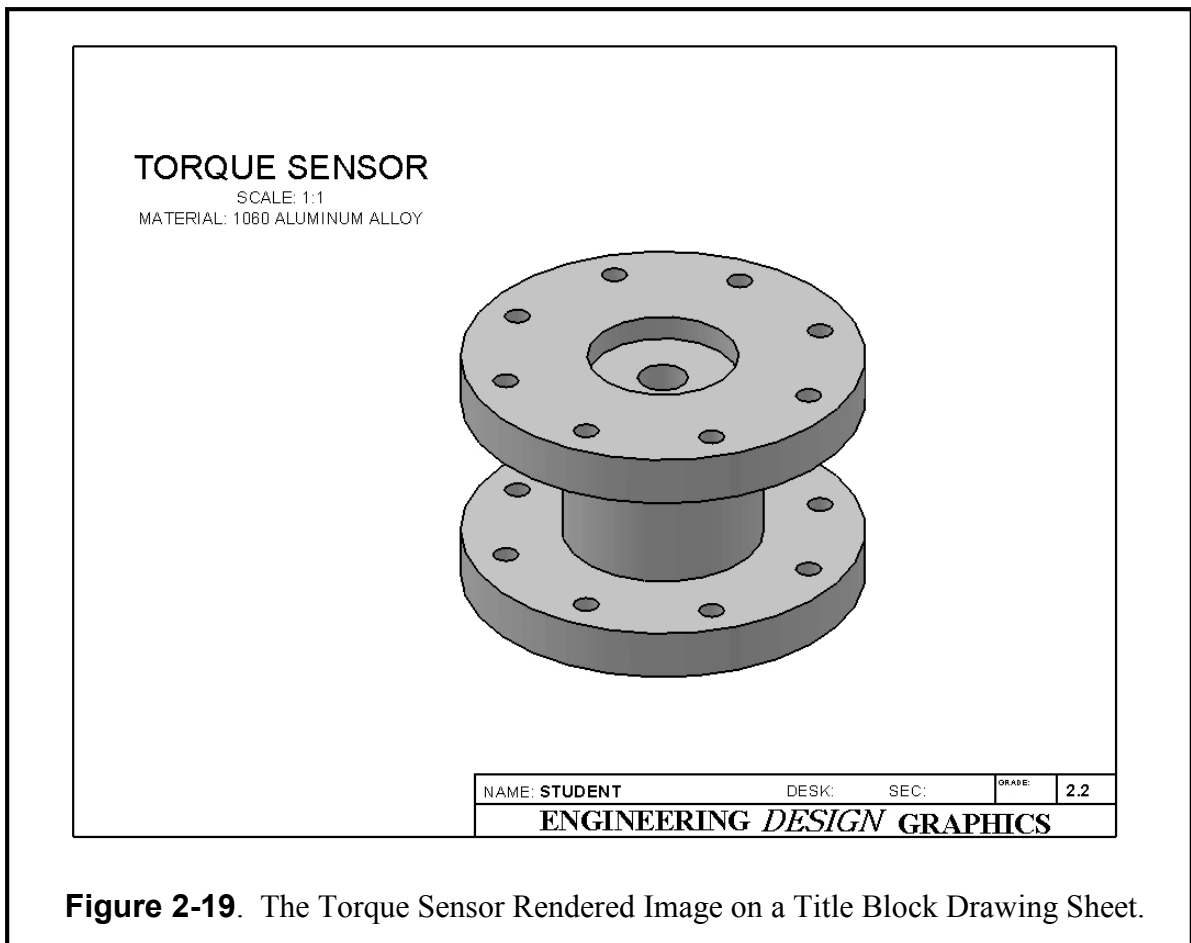 TORQUE SENSOR
SCALE: 1:1
MATERIAL: 1060 ALUMINUM ALLOY
NAME: STUDENT DESK: SEC: GRADE: 2.2
ENGINEERING DESIGN GRAPHICS
Figure 2-19. The Torque Sensor Rendered Image on a Title Block Drawing Sheet.